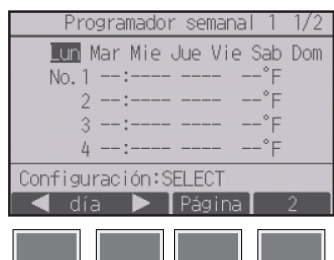 Programador semanal 1 1/2
Lun Mar Mie Jue Vie Sab Dom
No. 1 --:---- ---- --°F
2 --:---- ---- --°F
3 --:---- ---- --°F
4 --:---- ---- --°F
Configuración:SELECT
◀ día ▶ Página 2